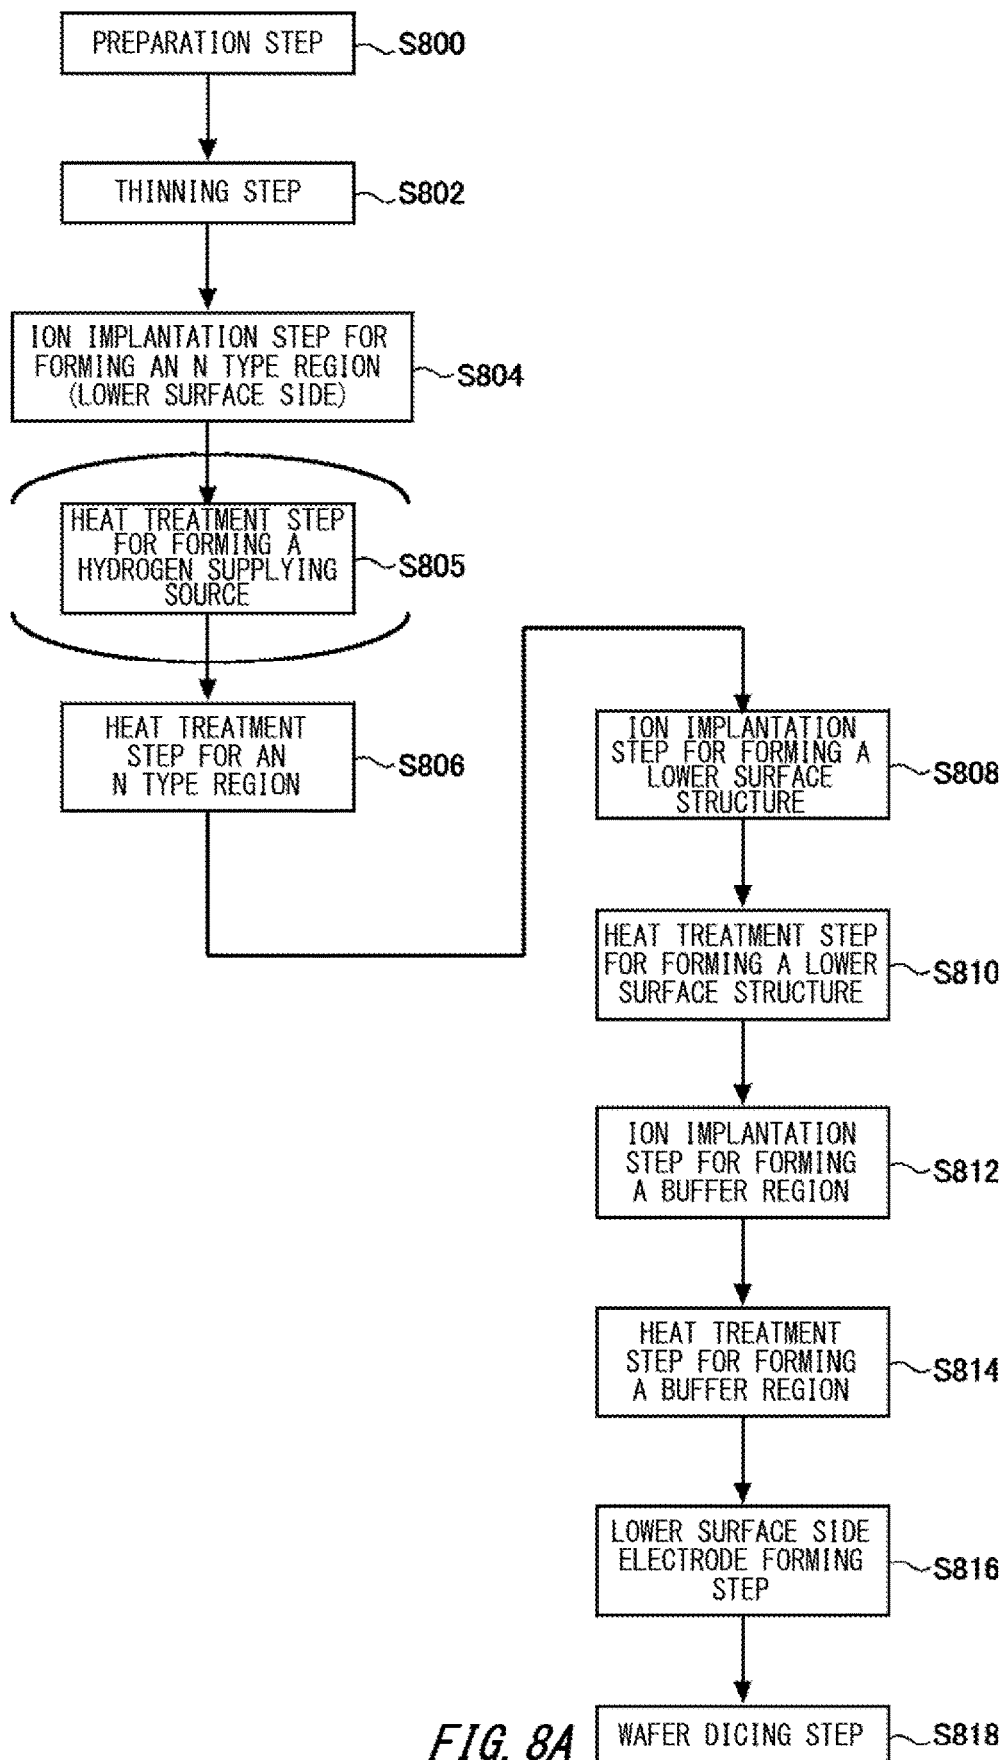 PREPARATION STEP
S800
THINNING STEP
S802
ION IMPLANTATION STEP FOR
FORMING AN N TYPE REGION
(LOWER SURFACE SIDE)
S804
HEAT TREATMENT STEP
FOR FORMING A
HYDROGEN SUPPLYING
SOURCE
S805
HEAT TREATMENT
STEP FOR AN
N TYPE REGION
S806
ION IMPLANTATION
STEP FOR FORMING A
LOWER SURFACE
STRUCTURE
S808
HEAT TREATMENT STEP
FOR FORMING A LOWER
SURFACE STRUCTURE
S810
ION IMPLANTATION
STEP FOR FORMING
A BUFFER REGION
S812
HEAT TREATMENT
STEP FOR FORMING
A BUFFER REGION
S814
LOWER SURFACE SIDE
ELECTRODE FORMING
STEP
S816
WAFER DICING STEP
S818
FIG. 8A